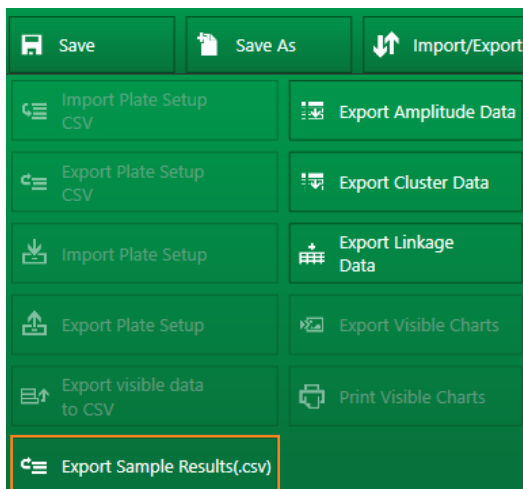 Save
Save As
Import/Export
Import Plate Setup
CSV
Export Amplitude Data
Export Plate Setup
CSV
Export Cluster Data
Import Plate Setup
Export Linkage
Data
Export Plate Setup
Export Visible Charts
Export visible data
to CSV
Print Visible Charts
Export Sample Results(.csv)